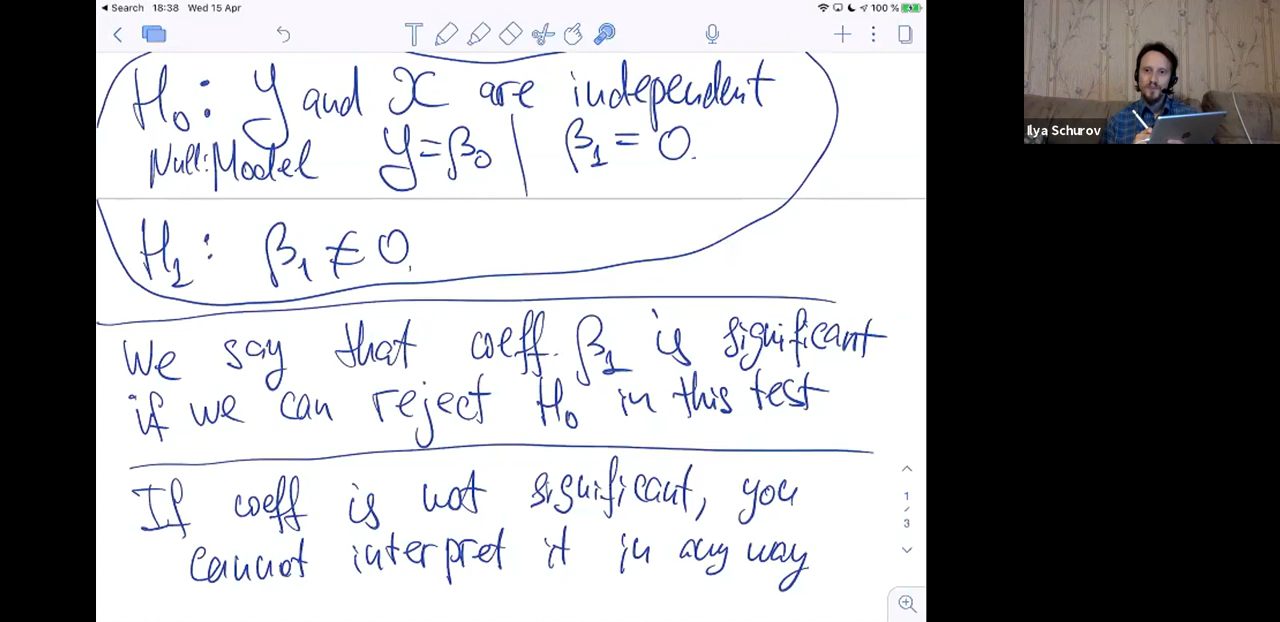 Search 18:38 Wed 15 Apr 100 %
H₀: Y and X are independent
Null: Model y = β₀ | β₁ = 0.
H₁: β₁ ≠ 0.
We say that coeff. β₁ is significant
if we can reject H₀ in this test
If coeff is not significant, you
cannot interpret it in any way
1 / 3
Ilya Schurov